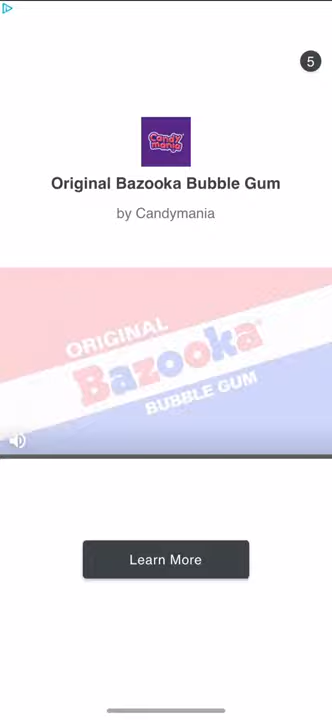 5
Candy
mania
Original Bazooka Bubble Gum
by Candymania
ORIGINAL
Bazooka
BUBBLE GUM
Learn More